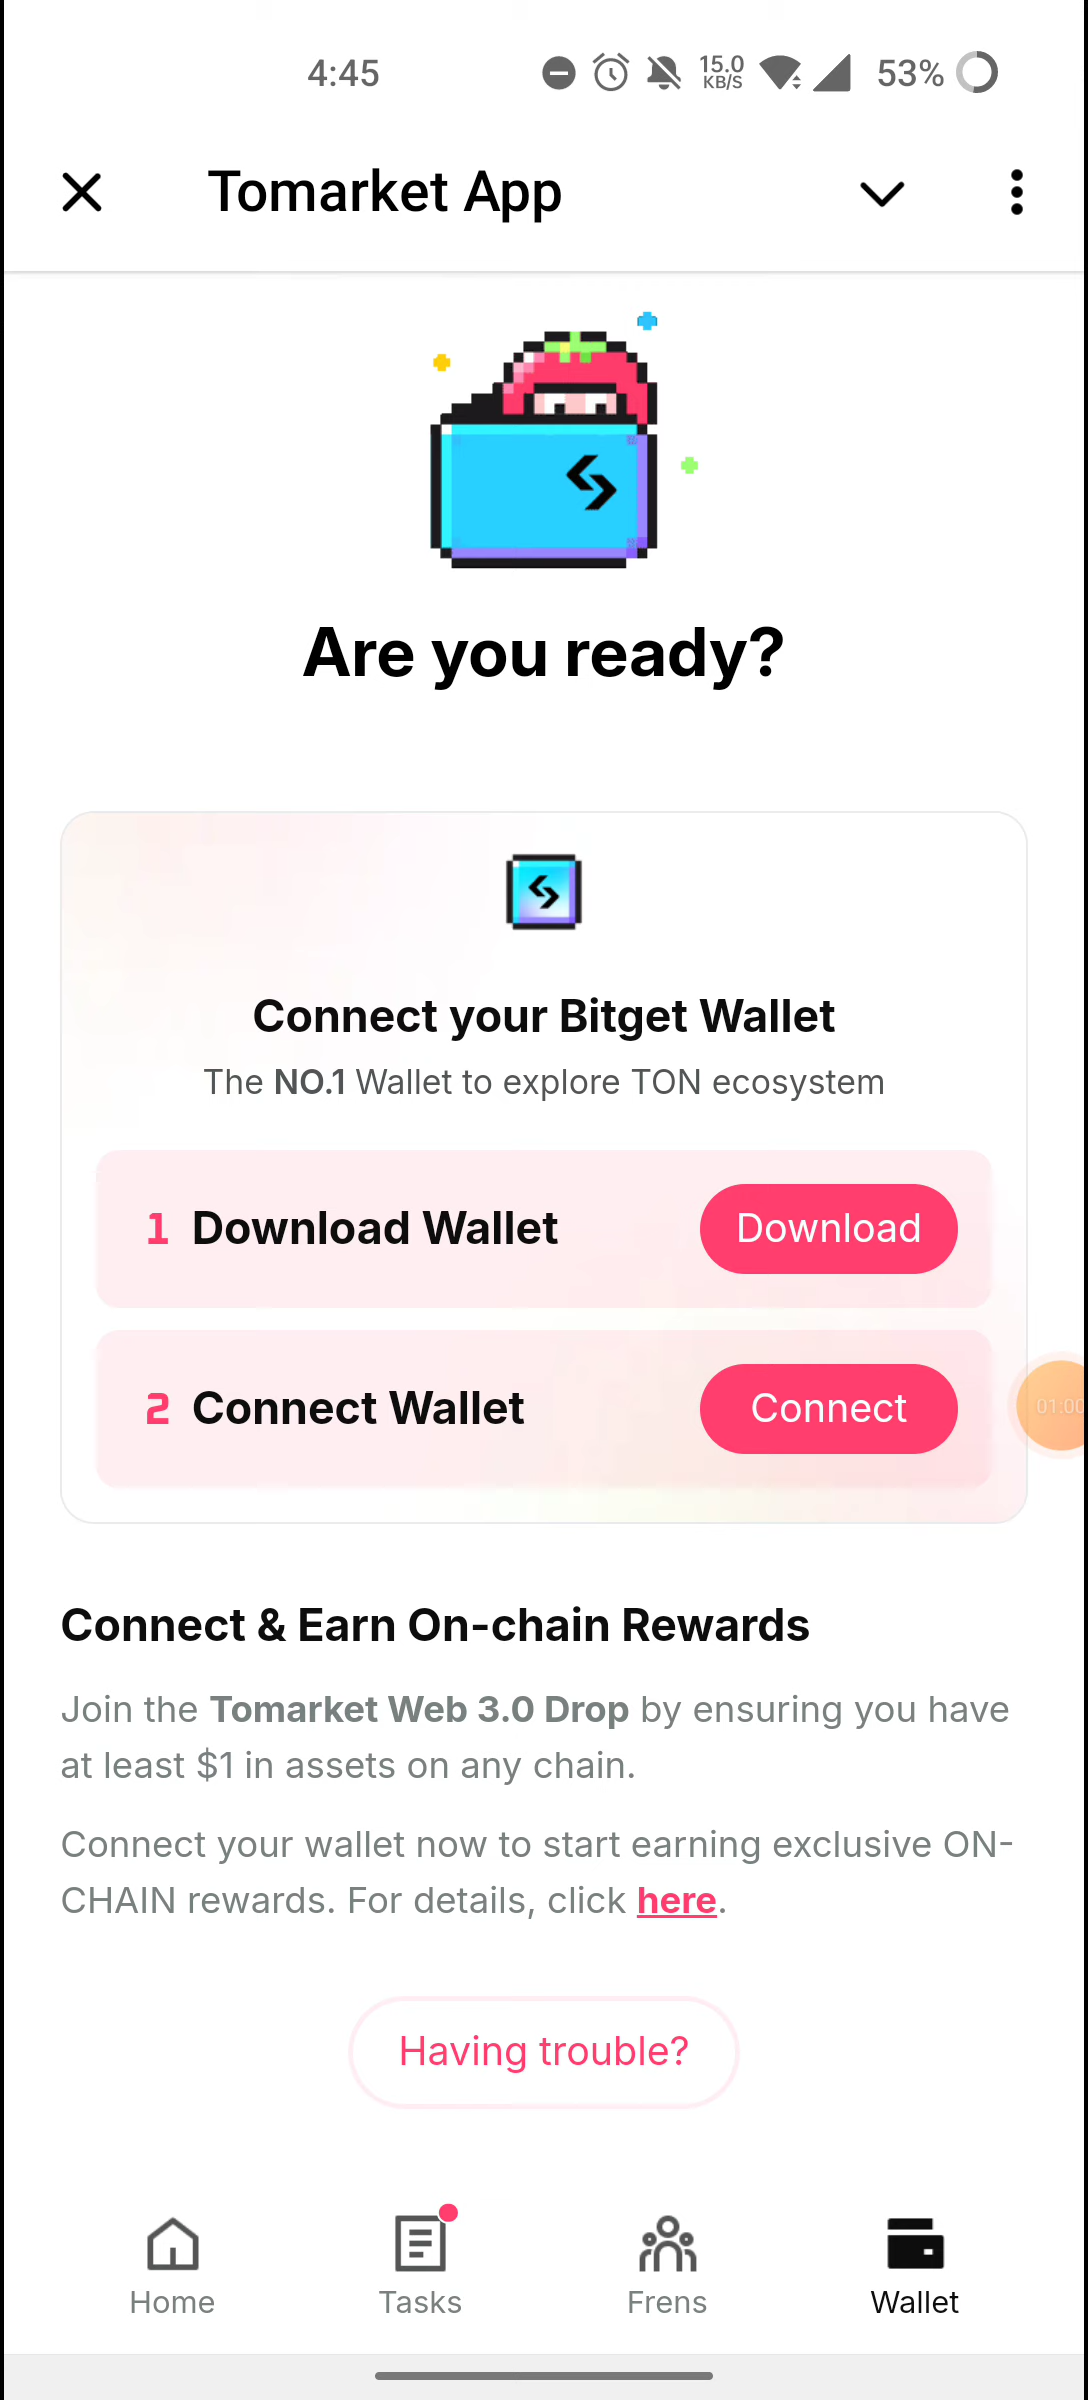 4:45
15.0
KB/S
53%
Tomarket App
Are you ready?
Connect your Bitget Wallet
The NO.1 Wallet to explore TON ecosystem
1 Download Wallet
Download
2 Connect Wallet
Connect
01:00
Connect & Earn On-chain Rewards
Join the Tomarket Web 3.0 Drop by ensuring you have
at least $1 in assets on any chain.
Connect your wallet now to start earning exclusive ON-
CHAIN rewards. For details, click here.
Having trouble?
Home
Tasks
Frens
Wallet